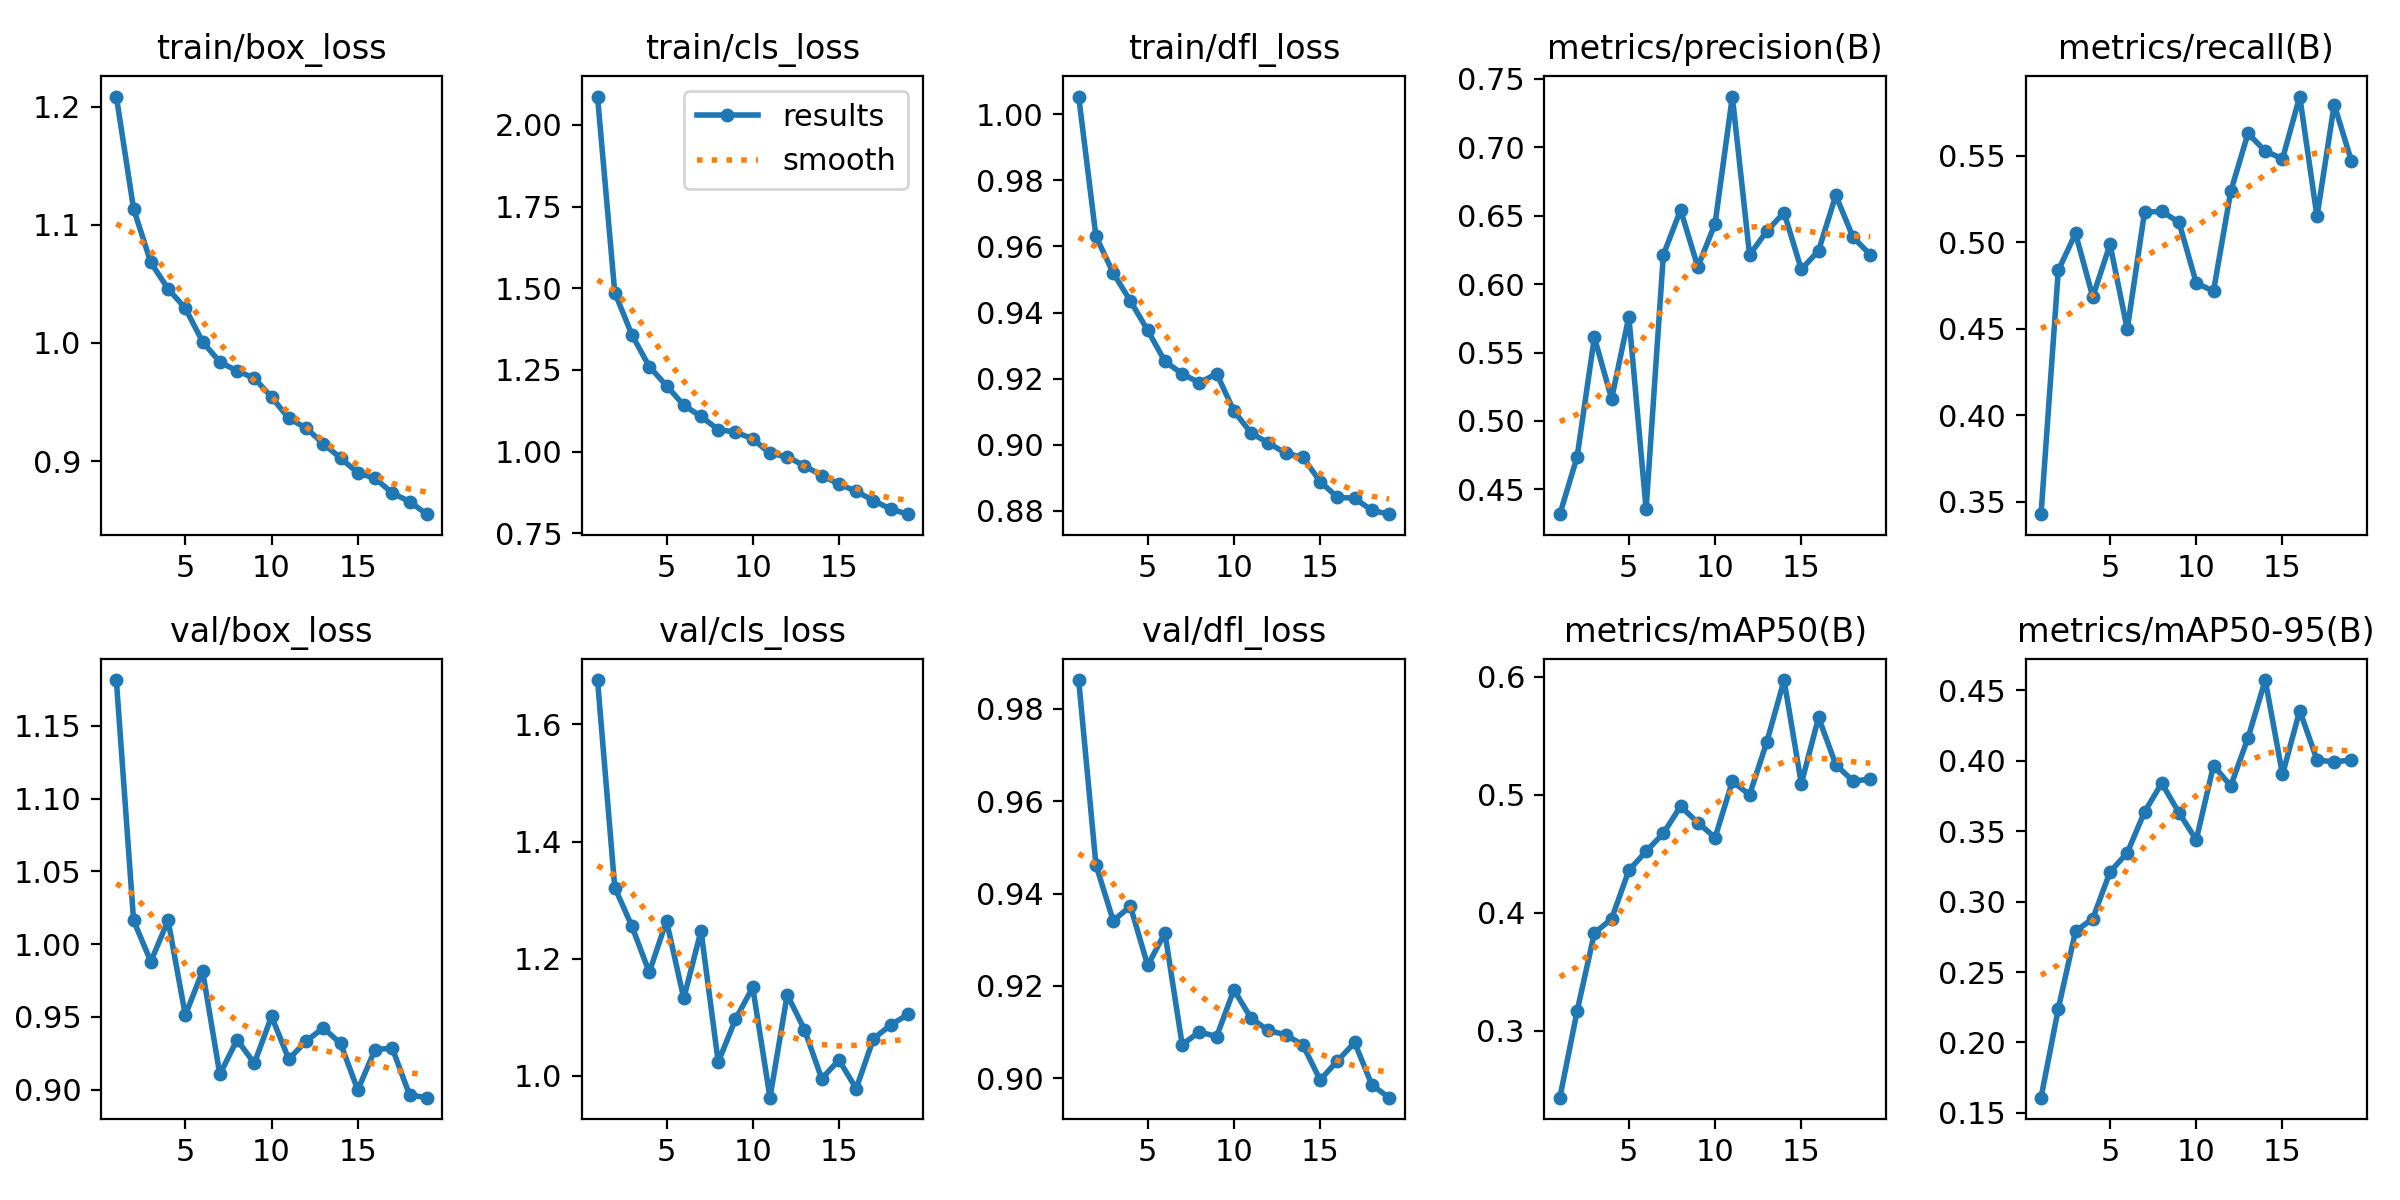 train/box_loss
1.2
1.1
1.0
0.9
5 10 15
train/cls_loss
results
smooth
2.00
1.75
1.50
1.25
1.00
0.75
5 10 15
train/dfl_loss
1.00
0.98
0.96
0.94
0.92
0.90
0.88
5 10 15
metrics/precision(B)
0.75
0.70
0.65
0.60
0.55
0.50
0.45
5 10 15
metrics/recall(B)
0.55
0.50
0.45
0.40
0.35
5 10 15
val/box_loss
1.15
1.10
1.05
1.00
0.95
0.90
5 10 15
val/cls_loss
1.6
1.4
1.2
1.0
5 10 15
val/dfl_loss
0.98
0.96
0.94
0.92
0.90
5 10 15
metrics/mAP50(B)
0.6
0.5
0.4
0.3
5 10 15
metrics/mAP50-95(B)
0.45
0.40
0.35
0.30
0.25
0.20
0.15
5 10 15